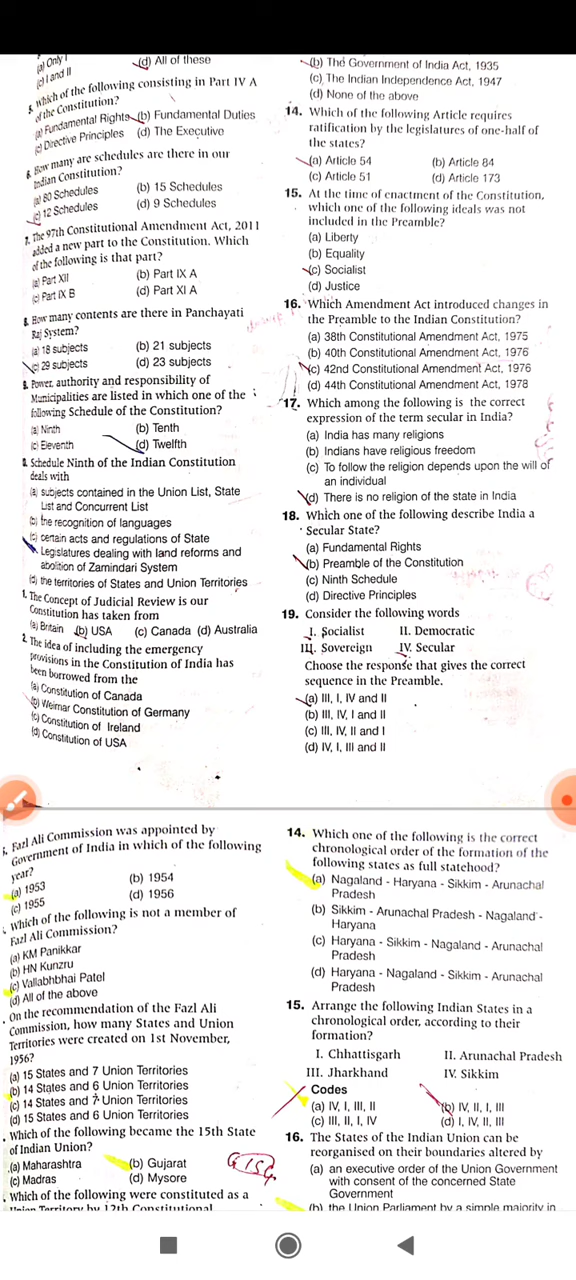 (a) Only I
(d) All of these
(c) I and II
Which of the following consisting in Part IV A
of the Constitution?
(a) Fundamental Rights (b) Fundamental Duties
(c) Directive Principles (d) The Executive
How many are schedules are there in our
Indian Constitution?
(a) 80 Schedules (b) 15 Schedules
(c) 12 Schedules (d) 9 Schedules
7. The 97th Constitutional Amendment Act, 2011
added a new part to the Constitution. Which
of the following is that part?
(a) Part XII (b) Part IX A
(c) Part IX B (d) Part XI A
8. How many contents are there in Panchayati
Raj System?
(a) 18 subjects (b) 21 subjects
(c) 29 subjects (d) 23 subjects
9. Power, authority and responsibility of
Municipalities are listed in which one of the
following Schedule of the Constitution?
(a) Ninth (b) Tenth
(c) Eleventh (d) Twelfth
Schedule Ninth of the Indian Constitution
deals with
(a) subjects contained in the Union List, State
List and Concurrent List
(b) the recognition of languages
(c) certain acts and regulations of State
Legislatures dealing with land reforms and
abolition of Zamindari System
(d) the territories of States and Union Territories
1. The Concept of Judicial Review is our
Constitution has taken from
(a) Britain (b) USA (c) Canada (d) Australia
2. The idea of including the emergency
provisions in the Constitution of India has
been borrowed from the
(a) Constitution of Canada
(b) Weimar Constitution of Germany
(c) Constitution of Ireland
(d) Constitution of USA
(b) The Government of India Act, 1935
(c) The Indian Independence Act, 1947
(d) None of the above
14. Which of the following Article requires
ratification by the legislatures of one-half of
the states?
(a) Article 54 (b) Article 84
(c) Article 51 (d) Article 173
15. At the time of enactment of the Constitution,
which one of the following ideals was not
included in the Preamble?
(a) Liberty
(b) Equality
(c) Socialist
(d) Justice
16. Which Amendment Act introduced changes in
the Preamble to the Indian Constitution?
(a) 38th Constitutional Amendment Act, 1975
(b) 40th Constitutional Amendment Act, 1976
(c) 42nd Constitutional Amendment Act, 1976
(d) 44th Constitutional Amendment Act, 1978
17. Which among the following is the correct
expression of the term secular in India?
(a) India has many religions
(b) Indians have religious freedom
(c) To follow the religion depends upon the will of
an individual
(d) There is no religion of the state in India
18. Which one of the following describe India a
Secular State?
(a) Fundamental Rights
(b) Preamble of the Constitution
(c) Ninth Schedule
(d) Directive Principles
19. Consider the following words
I. Socialist II. Democratic
III. Sovereign IV. Secular
Choose the response that gives the correct
sequence in the Preamble.
(a) III, I, IV and II
(b) III, IV, I and II
(c) III, IV, II and I
(d) IV, I, III and II
Fazl Ali Commission was appointed by
Government of India in which of the following
year?
(a) 1953 (b) 1954
(c) 1955 (d) 1956
Which of the following is not a member of
Fazl Ali Commission?
(a) KM Panikkar
(b) HN Kunzru
(c) Vallabhbhai Patel
(d) All of the above
On the recommendation of the Fazl Ali
Commission, how many States and Union
Territories were created on 1st November,
1956?
(a) 15 States and 7 Union Territories
(b) 14 States and 6 Union Territories
(c) 14 States and 7 Union Territories
(d) 15 States and 6 Union Territories
Which of the following became the 15th State
of Indian Union?
(a) Maharashtra (b) Gujarat
(c) Madras (d) Mysore
Which of the following were constituted as a
Union Territory by 12th Constitutional
14. Which one of the following is the correct
chronological order of the formation of the
following states as full statehood?
(a) Nagaland - Haryana - Sikkim - Arunachal
Pradesh
(b) Sikkim - Arunachal Pradesh - Nagaland -
Haryana
(c) Haryana - Sikkim - Nagaland - Arunachal
Pradesh
(d) Haryana - Nagaland - Sikkim - Arunachal
Pradesh
15. Arrange the following Indian States in a
chronological order, according to their
formation?
I. Chhattisgarh II. Arunachal Pradesh
III. Jharkhand IV. Sikkim
Codes
(a) IV, I, III, II (b) IV, II, I, III
(c) III, II, I, IV (d) I, IV, II, III
16. The States of the Indian Union can be
reorganised on their boundaries altered by
(a) an executive order of the Union Government
with consent of the concerned State
Government
(b) the Union Parliament by a simple majority in